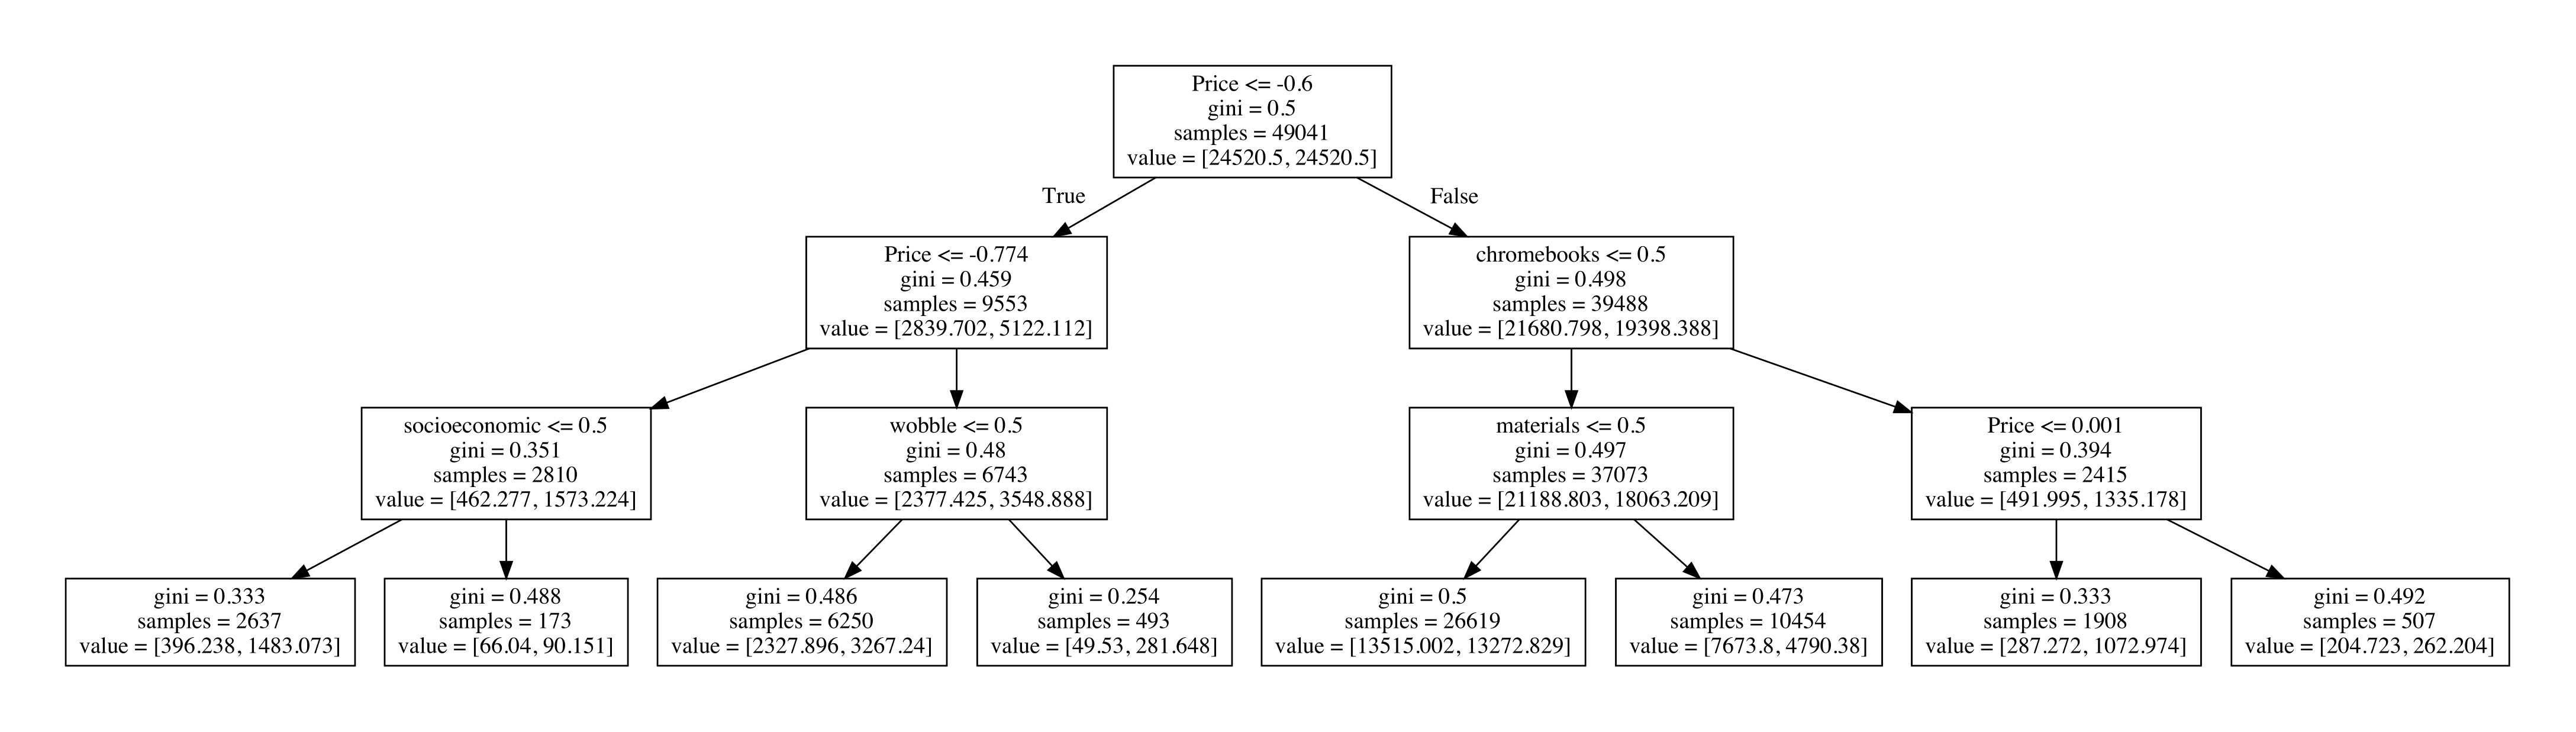 Price <= -0.6
gini = 0.5
samples = 49041
value = [24520.5, 24520.5]
True
False
Price <= -0.774
gini = 0.459
samples = 9553
value = [2839.702, 5122.112]
chromebooks <= 0.5
gini = 0.498
samples = 39488
value = [21680.798, 19398.388]
socioeconomic <= 0.5
gini = 0.351
samples = 2810
value = [462.277, 1573.224]
wobble <= 0.5
gini = 0.48
samples = 6743
value = [2377.425, 3548.888]
materials <= 0.5
gini = 0.497
samples = 37073
value = [21188.803, 18063.209]
Price <= 0.001
gini = 0.394
samples = 2415
value = [491.995, 1335.178]
gini = 0.333
samples = 2637
value = [396.238, 1483.073]
gini = 0.488
samples = 173
value = [66.04, 90.151]
gini = 0.486
samples = 6250
value = [2327.896, 3267.24]
gini = 0.254
samples = 493
value = [49.53, 281.648]
gini = 0.5
samples = 26619
value = [13515.002, 13272.829]
gini = 0.473
samples = 10454
value = [7673.8, 4790.38]
gini = 0.333
samples = 1908
value = [287.272, 1072.974]
gini = 0.492
samples = 507
value = [204.723, 262.204]